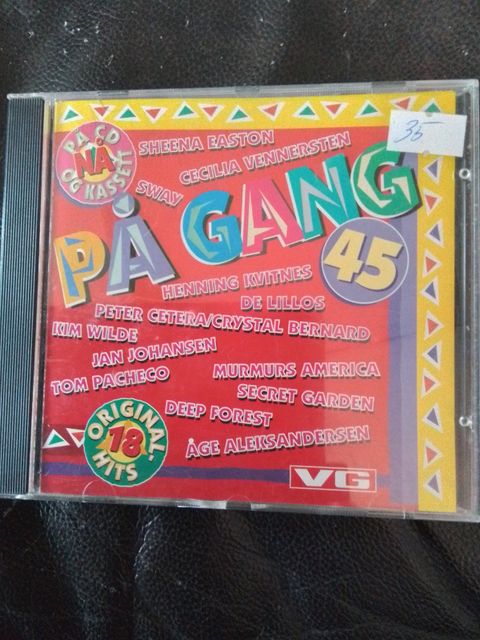 PÅ CD
NÅ
OG KASSETT
SHEENA EASTON
CECILIA VENNERSTEN
SWAY
35
PÅ GANG
45
HENNING KVITNES
DE LILLOS
PETER CETERA/CRYSTAL BERNARD
KIM WILDE
JAN JOHANSEN
TOM PACHECO
MURMURS AMERICA
SECRET GARDEN
DEEP FOREST
ÅGE ALEKSANDERSEN
ORIGINAL
18
HITS
VG